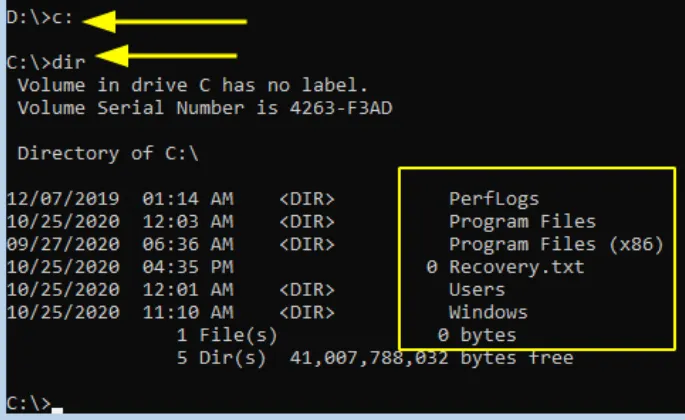 D:\>c:
C:\>dir
 Volume in drive C has no label.
 Volume Serial Number is 4263-F3AD
 Directory of C:\
12/07/2019  01:14 AM    <DIR>          PerfLogs
10/25/2020  12:03 AM    <DIR>          Program Files
09/27/2020  06:36 AM    <DIR>          Program Files (x86)
10/25/2020  04:35 PM                 0 Recovery.txt
10/25/2020  12:01 AM    <DIR>          Users
10/25/2020  11:10 AM    <DIR>          Windows
               1 File(s)              0 bytes
               5 Dir(s)  41,007,788,032 bytes free
C:\>_